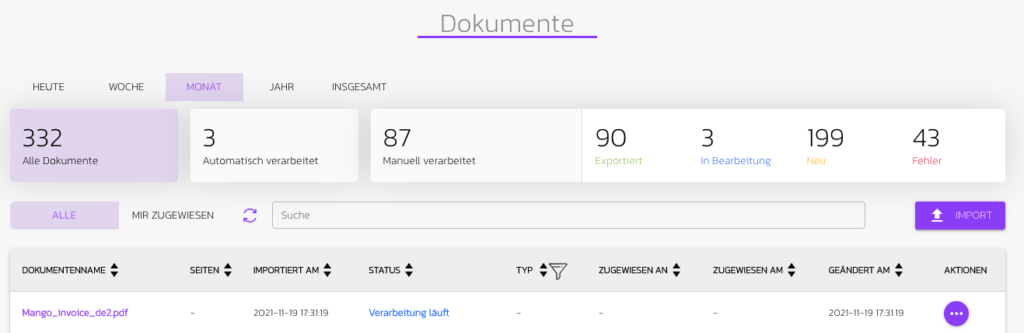 Dokumente
HEUTE WOCHE MONAT JAHR INSGESAMT
332 3 87 90 3 199 43
Alle Dokumente Automatisch verarbeitet Manuell verarbeitet Exportiert In Bearbeitung Neu Fehler
ALLE MIR ZUGEWIESEN Suche IMPORT
DOKUMENTENNAME SEITEN IMPORTIERT AM STATUS TYP ZUGEWIESEN AN ZUGEWIESEN AM GEÄNDERT AM AKTIONEN
Mango_invoice_de2.pdf - 2021-11-19 17:31:19 Verarbeitung läuft - - - 2021-11-19 17:31:19